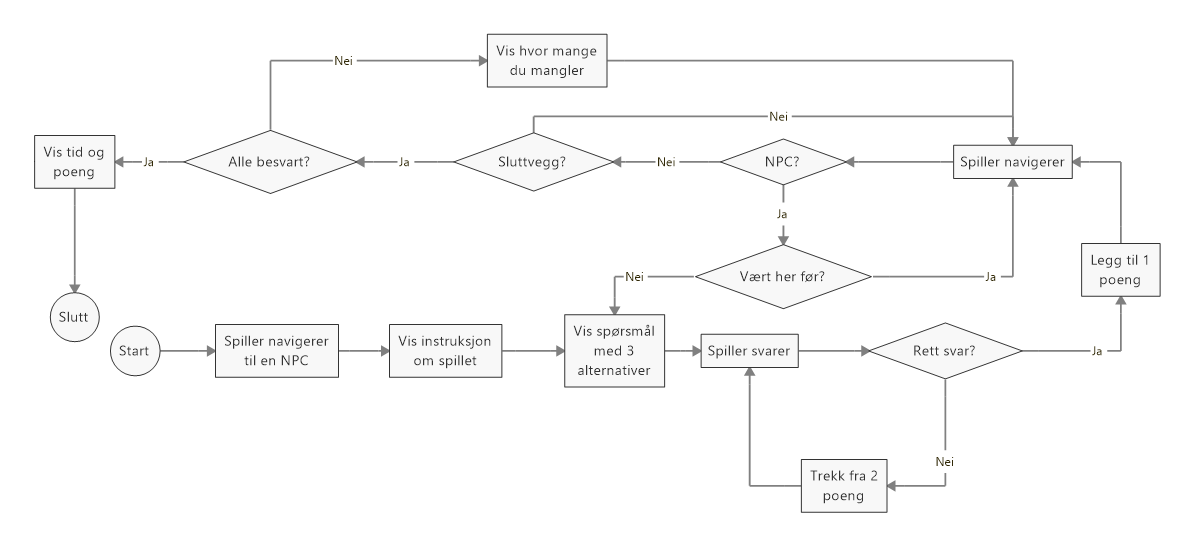 Vis hvor mange
du mangler
Nei
Nei
Vis tid og
poeng
Ja
Alle besvart?
Ja
Sluttvegg?
Nei
NPC?
Spiller navigerer
Ja
Legg til 1
poeng
Nei
Vært her før?
Ja
Slutt
Start
Spiller navigerer
til en NPC
Vis instruksjon
om spillet
Vis spørsmål
med 3
alternativer
Spiller svarer
Rett svar?
Ja
Nei
Trekk fra 2
poeng